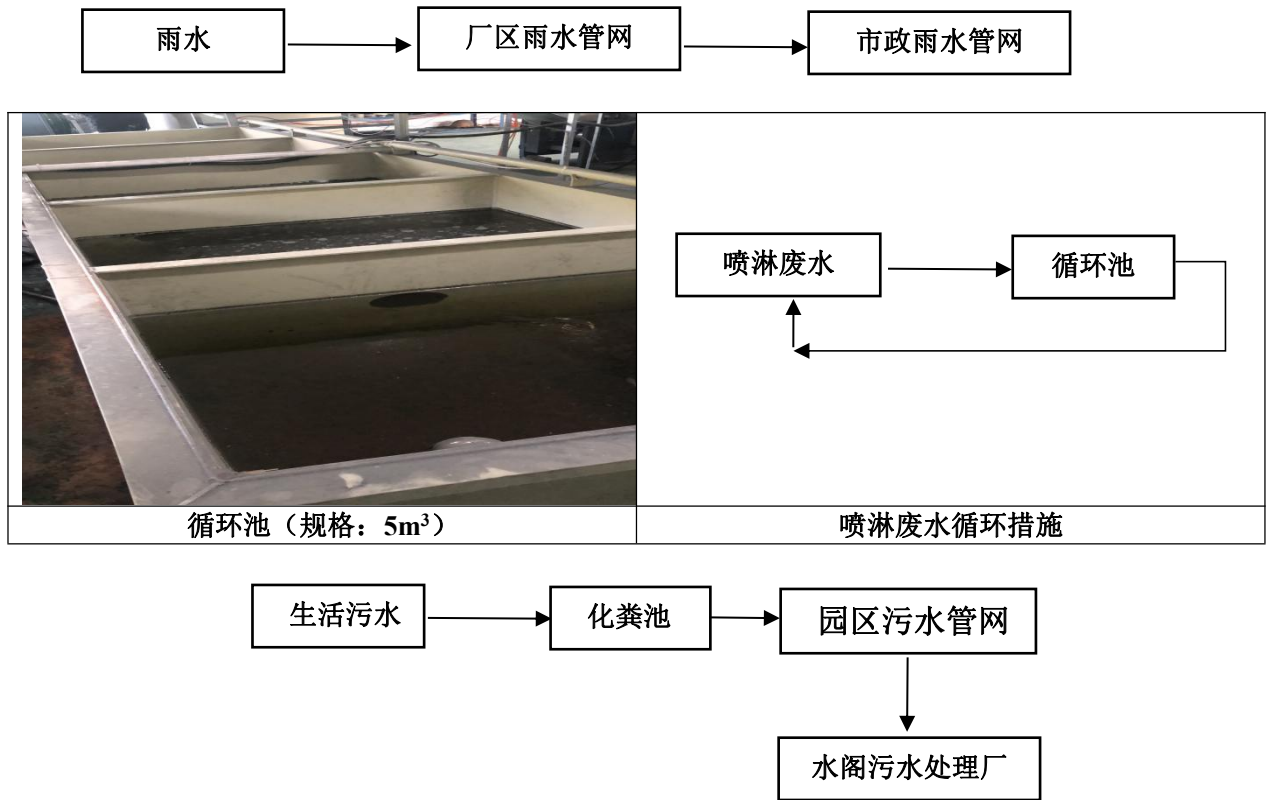 雨水
厂区雨水管网
市政雨水管网
喷淋废水
循环池
循环池（规格：5m³）
喷淋废水循环措施
生活污水
化粪池
园区污水管网
水阁污水处理厂